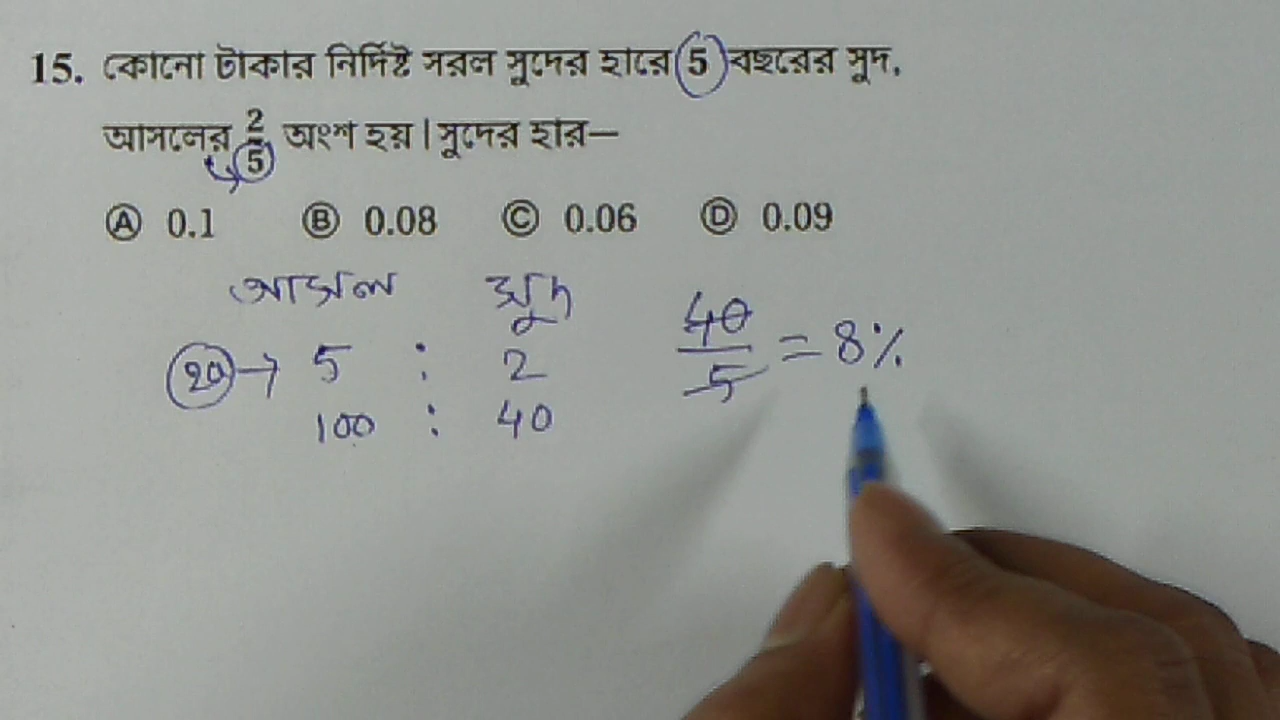 15. কোনো টাকার নির্দিষ্ট সরল সুদের হারে 5 বছরের সুদ,
আসলের 2/5 অংশ হয়। সুদের হার—
Ⓐ 0.1 Ⓑ 0.08 Ⓒ 0.06 Ⓓ 0.09
আসল সুদ
20 → 5 : 2
100 : 40
40/5 = 8%